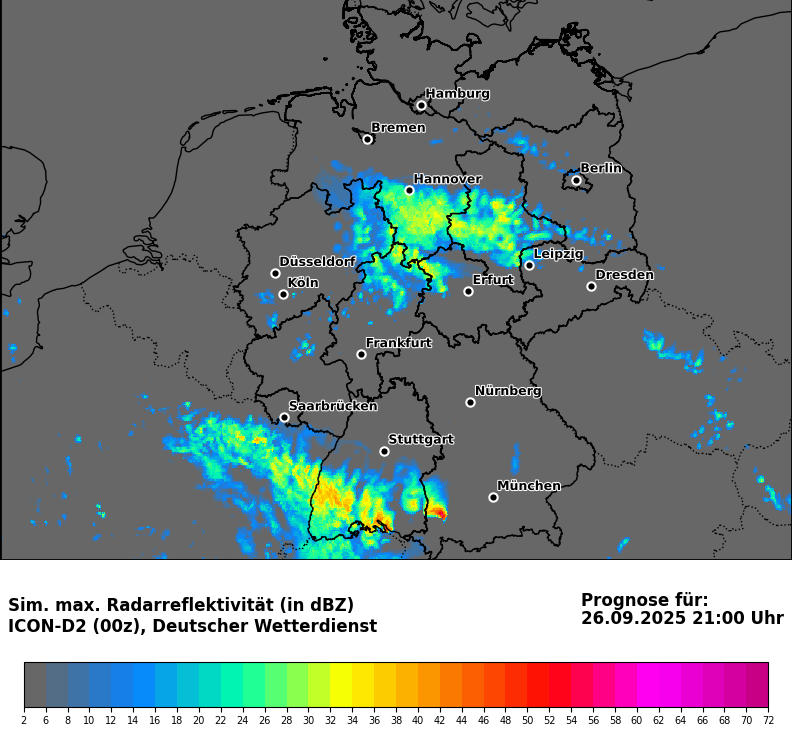 Hamburg
Bremen
Berlin
Hannover
Leipzig
Düsseldorf
Dresden
Köln
Erfurt
Frankfurt
Nürnberg
Saarbrücken
Stuttgart
München
Sim. max. Radarreflektivität (in dBZ)
ICON-D2 (00z), Deutscher Wetterdienst
Prognose für:
26.09.2025 21:00 Uhr
2 6 8 10 12 14 16 18 20 22 24 26 28 30 32 34 36 38 40 42 44 46 48 50 52 54 56 58 60 62 64 66 70 72